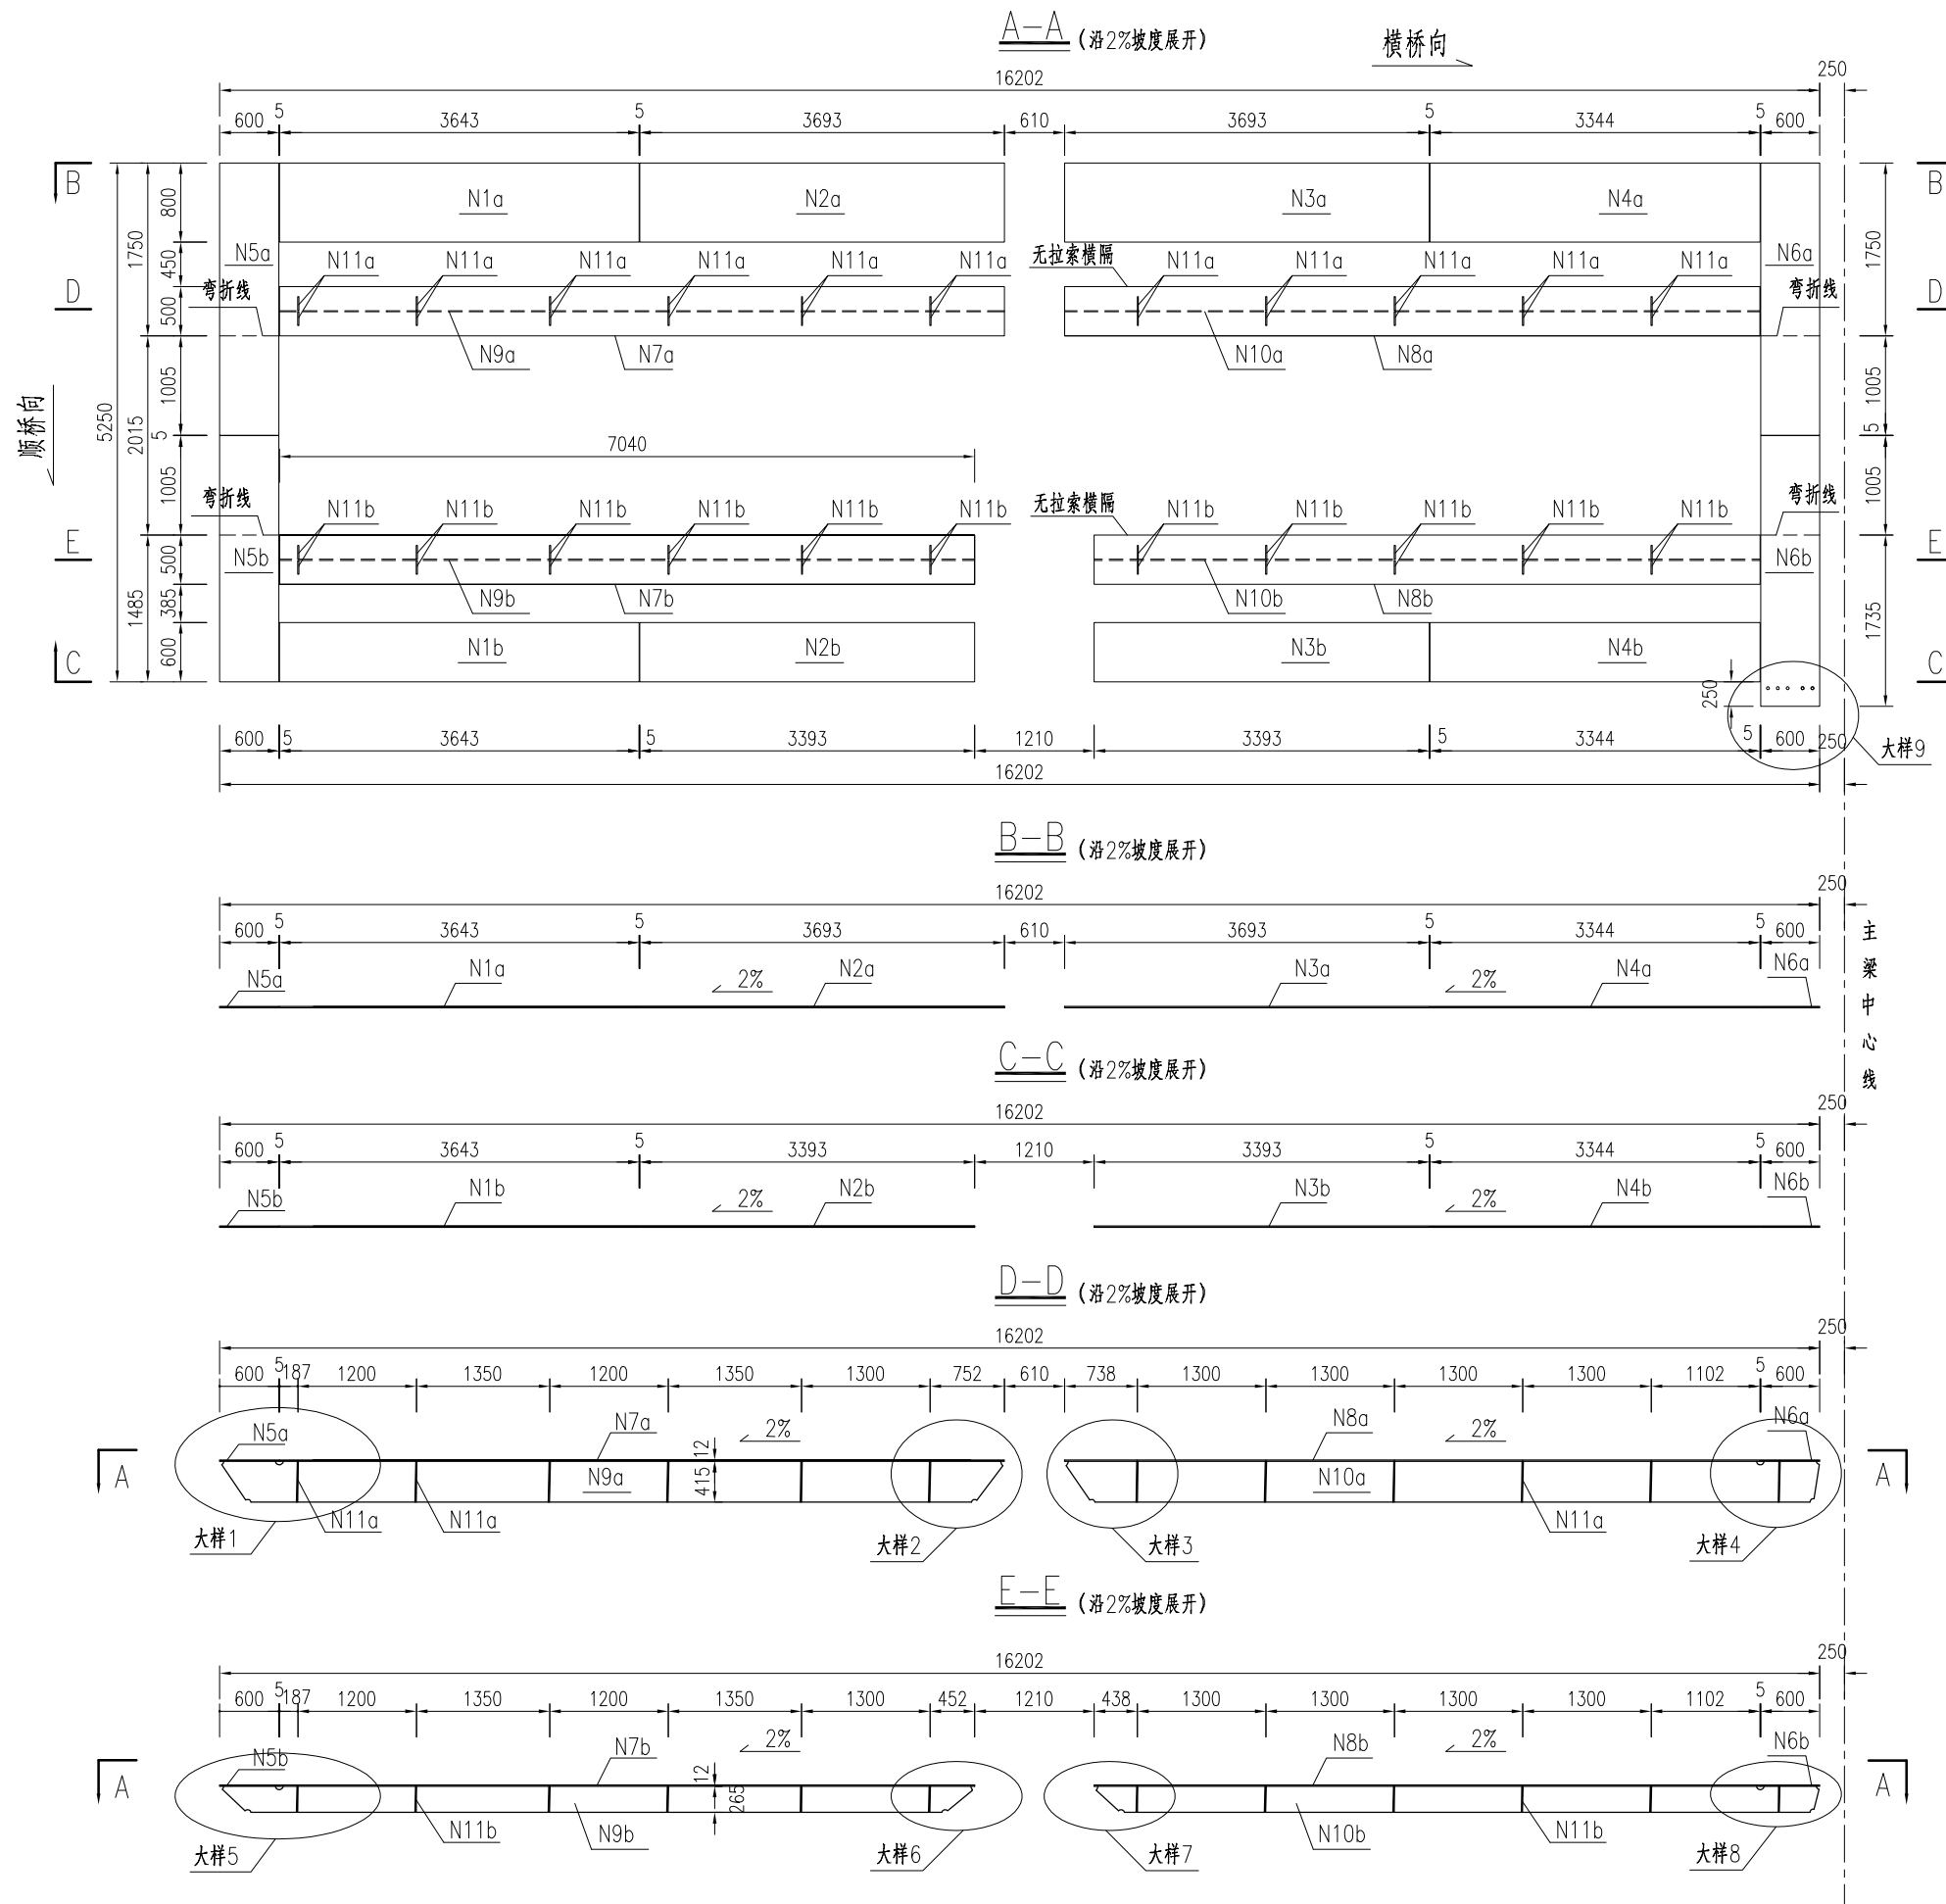 A-A (沿2%坡度展开)
横桥向
16202 250
600 5 3643 5 3693 610 3693 5 3344 5 600
B B
N1a N2a N3a N4a
800
1750 1750
N5a N11a N11a N11a N11a N11a N11a 无拉索横隔 N11a N11a N11a N11a N11a N6a
450
D 弯折线 弯折线 D
500
N9a N7a N10a N8a
顺桥向
5250 2015 1005 5 1005 1005 5 1005
7040
弯折线 N11b N11b N11b N11b N11b N11b 无拉索横隔 N11b N11b N11b N11b N11b 弯折线
E E
N5b 500 N6b
1485 385 N9b N7b N10b N8b 1735
600 N1b N2b N3b N4b
C C
250
600 5 3643 5 3393 1210 3393 5 3344 5 600 250
大样9
16202
B-B (沿2%坡度展开)
16202 250
600 5 3643 5 3693 610 3693 5 3344 5 600
主梁中心线
N5a N1a 2% N2a N3a 2% N4a N6a
C-C (沿2%坡度展开)
16202 250
600 5 3643 5 3393 1210 3393 5 3344 5 600
N5b N1b 2% N2b N3b 2% N4b N6b
D-D (沿2%坡度展开)
16202 250
600 5 187 1200 1350 1200 1350 1300 752 610 738 1300 1300 1300 1300 1102 5 600
N5a N7a 2% N8a 2% N6a
12
A N9a 415 N10a A
N11a N11a N11a
大样1 大样2 大样3 大样4
E-E (沿2%坡度展开)
16202 250
600 5 187 1200 1350 1200 1350 1300 452 1210 438 1300 1300 1300 1300 1102 5 600
N5b N7b 2% N8b 2% N6b
12
A 265 A
N11b N9b N10b N11b
大样5 大样6 大样7 大样8